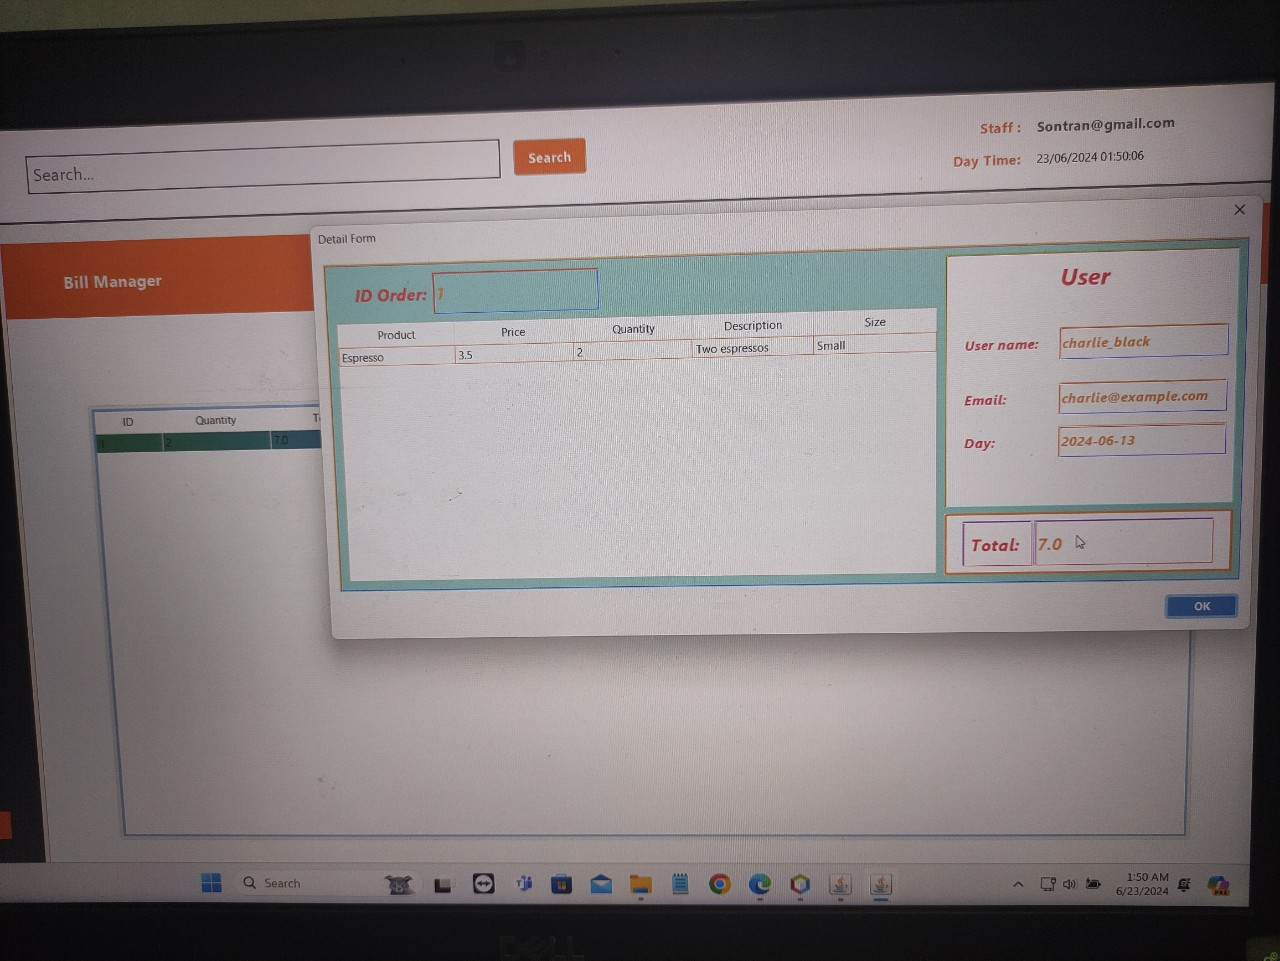 Search...
Search
Staff : Sontran@gmail.com
Day Time: 23/06/2024 01:50:06
Bill Manager
Detail Form
ID Order: 1
Product Price Quantity Description Size
Espresso 3.5 2 Two espressos Small
User
User name: charlie_black
Email: charlie@example.com
Day: 2024-06-13
Total: 7.0
OK
ID Quantity
1 2 7.0
Search
1:50 AM
6/23/2024
DELL